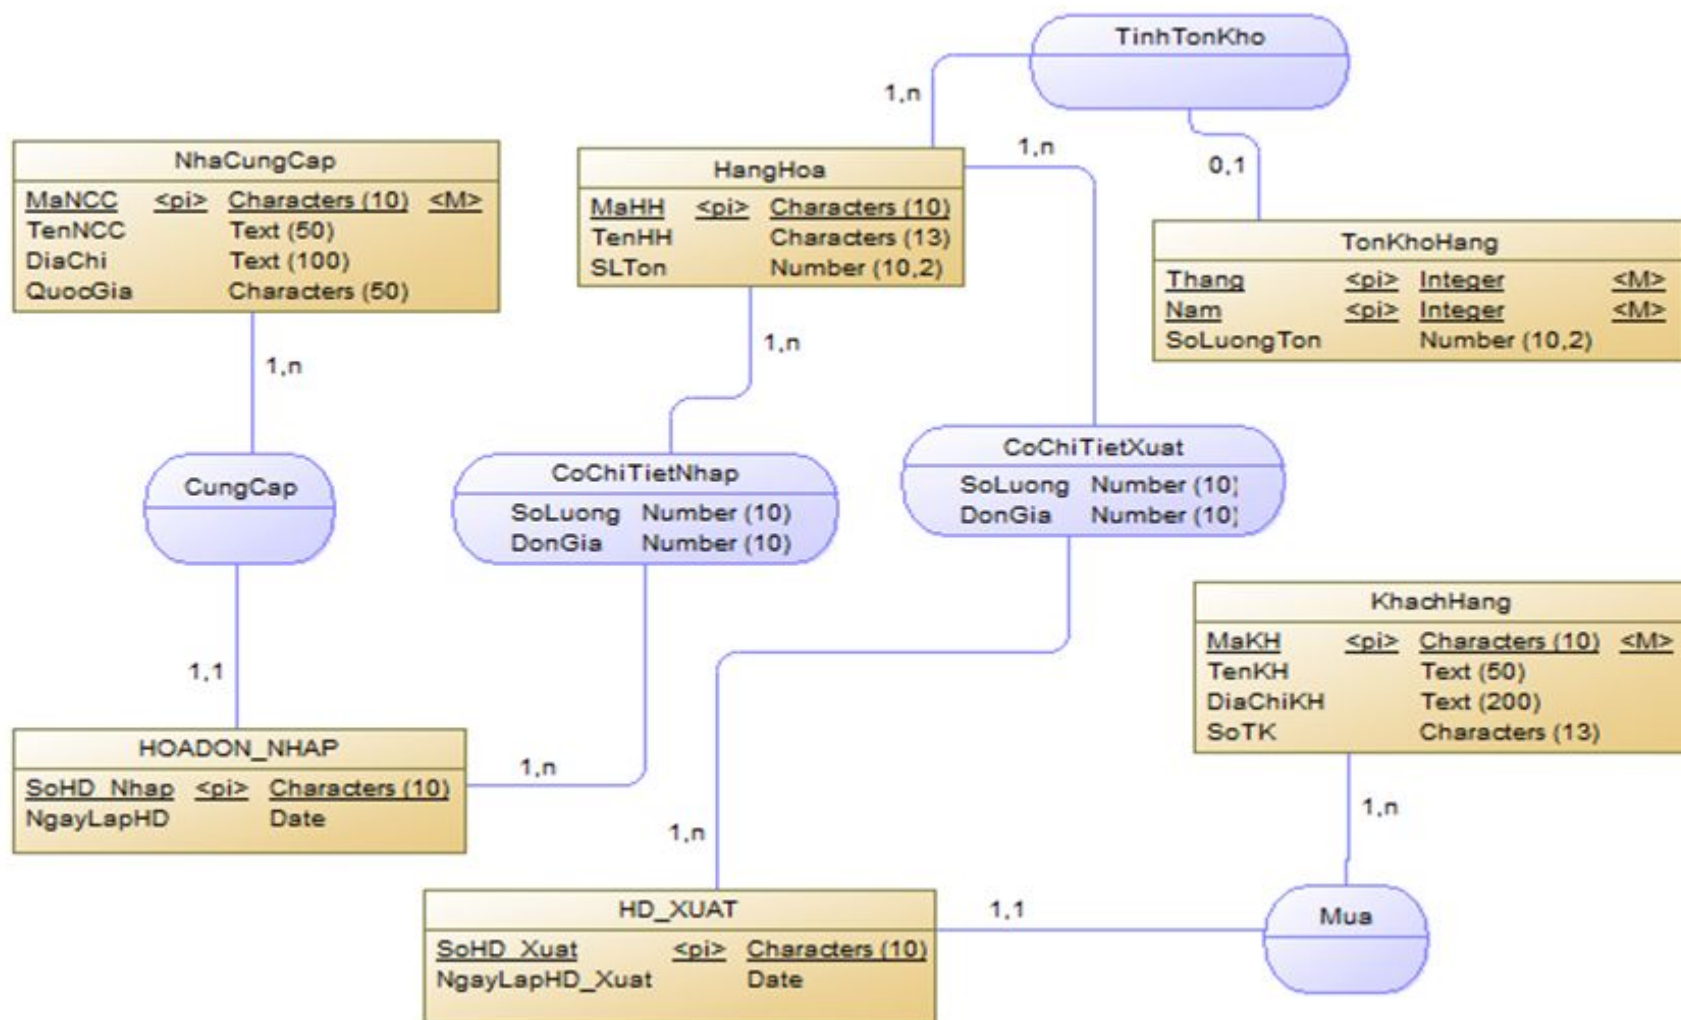 TinhTonKho
1,n
0,1
NhaCungCap
MaNCC <pi> Characters (10) <M>
TenNCC Text (50)
DiaChi Text (100)
QuocGia Characters (50)
HangHoa
MaHH <pi> Characters (10)
TenHH Characters (13)
SLTon Number (10,2)
1,n
TonKhoHang
Thang <pi> Integer <M>
Nam <pi> Integer <M>
SoLuongTon Number (10,2)
1,n
1,n
CungCap
CoChiTietNhap
SoLuong Number (10)
DonGia Number (10)
CoChiTietXuat
SoLuong Number (10)
DonGia Number (10)
1,1
HOADON_NHAP
SoHD_Nhap <pi> Characters (10)
NgayLapHD Date
1,n
KhachHang
MaKH <pi> Characters (10) <M>
TenKH Text (50)
DiaChiKH Text (200)
SoTK Characters (13)
1,n
1,n
HD_XUAT
SoHD_Xuat <pi> Characters (10)
NgayLapHD_Xuat Date
1,1
Mua